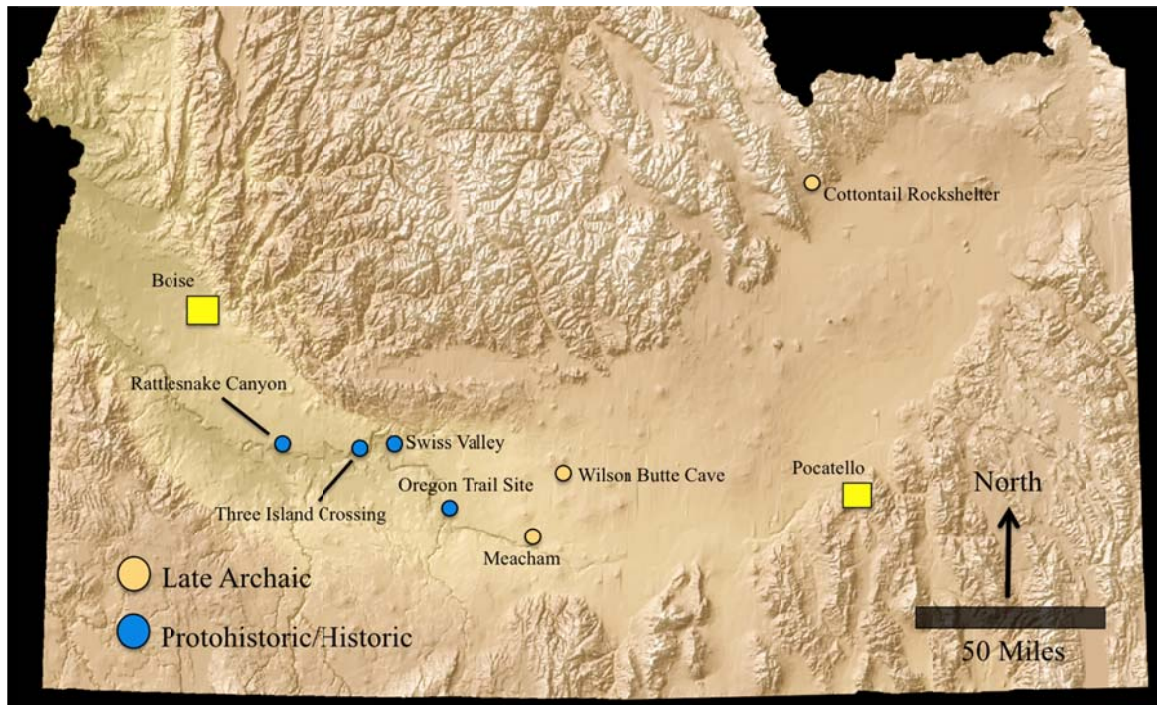 Cottontail Rockshelter
Boise
Rattlesnake Canyon
Swiss Valley
Wilson Butte Cave
Pocatello
North
Oregon Trail Site
Three Island Crossing
Meacham
Late Archaic
Protohistoric/Historic
50 Miles